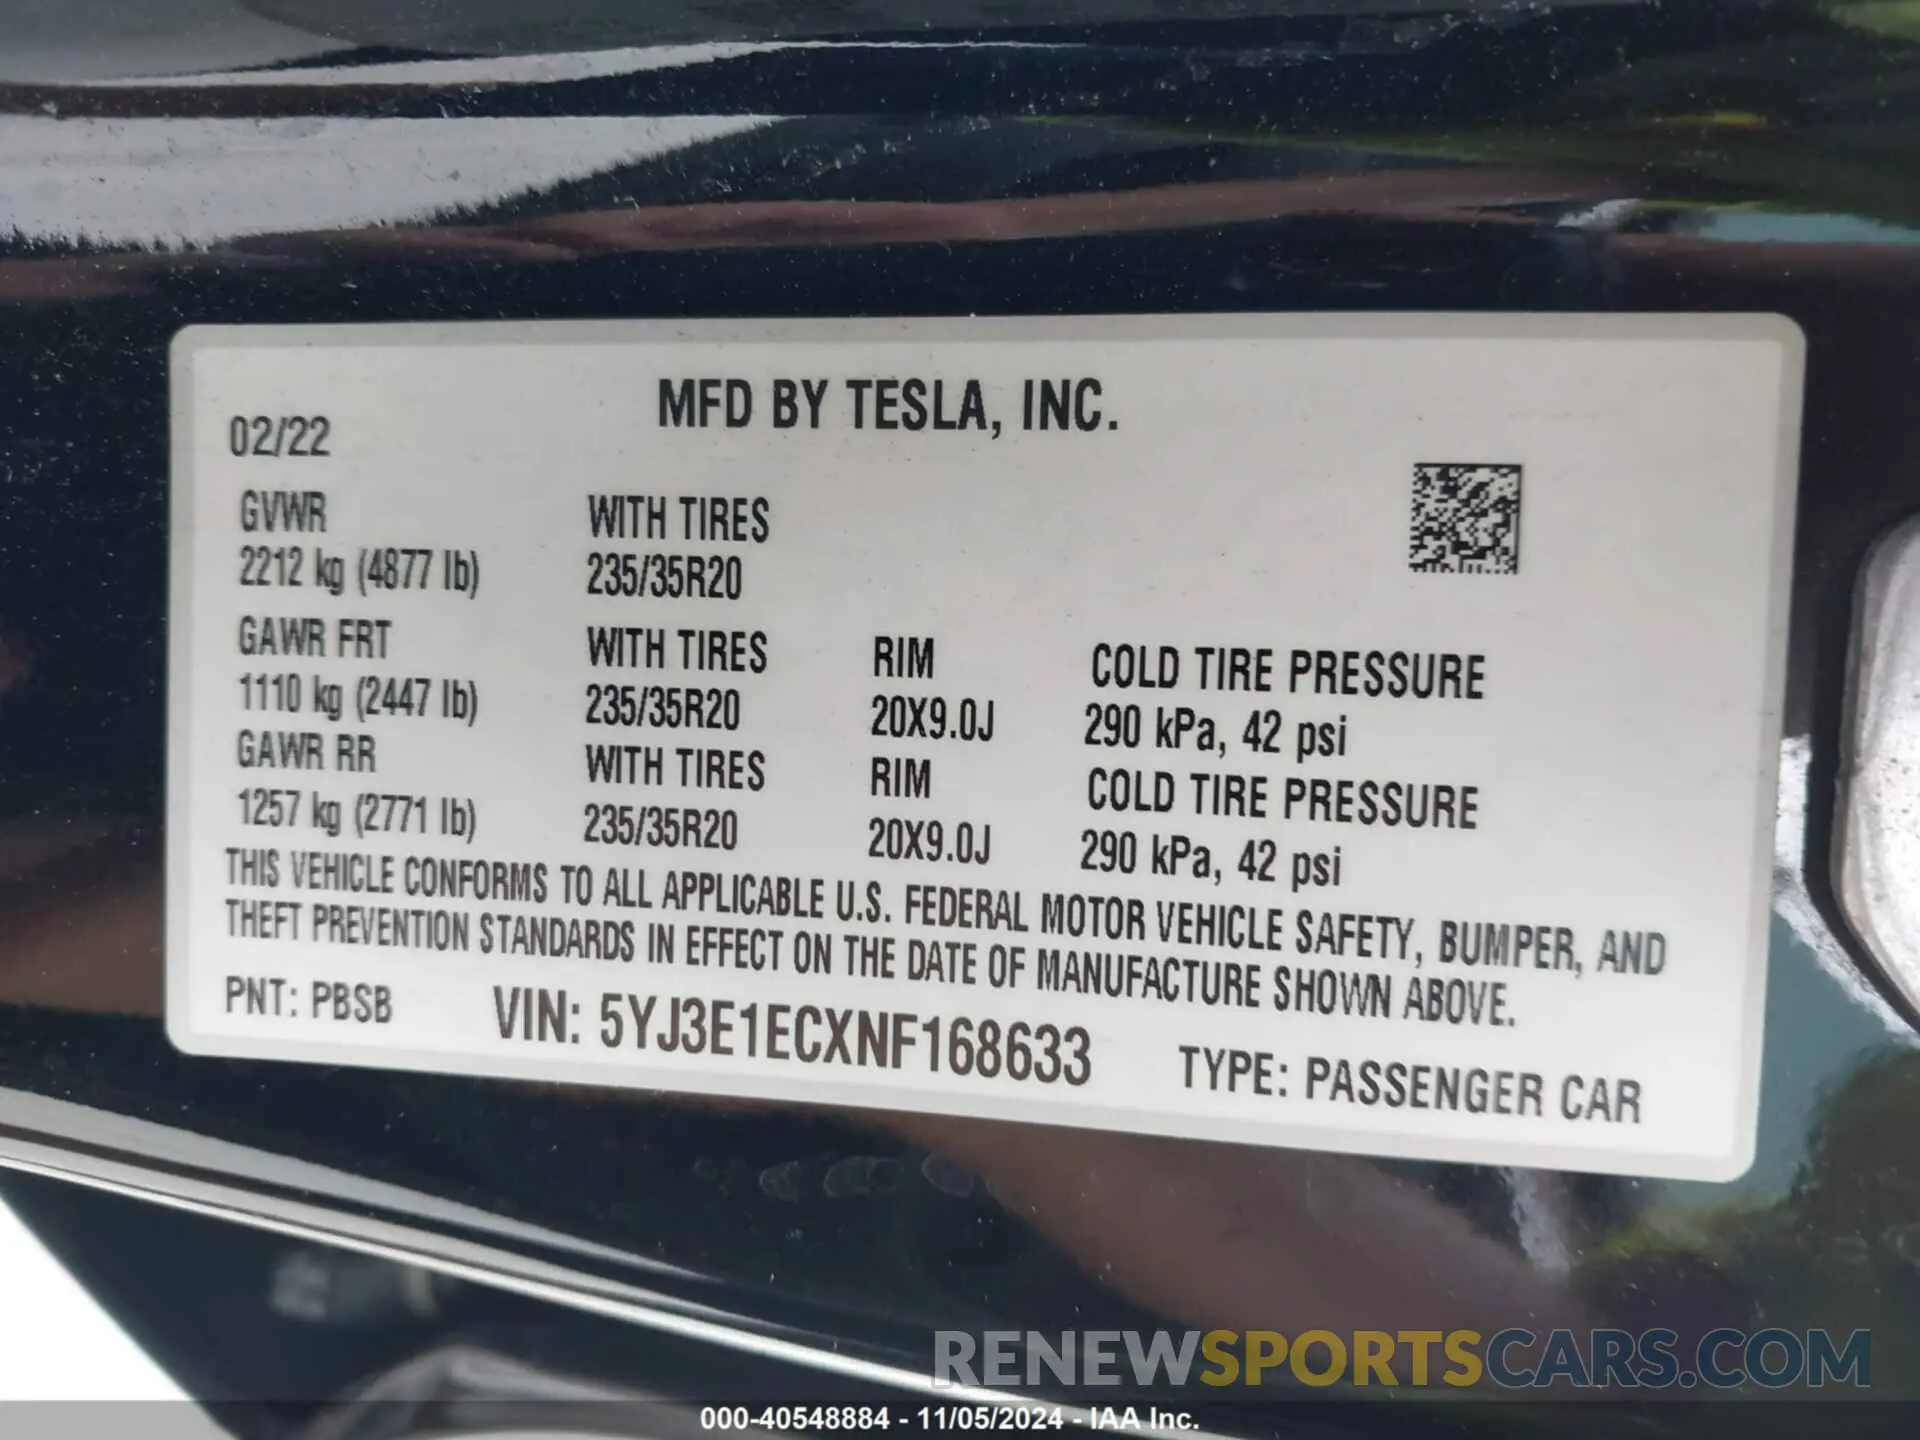 MFD BY TESLA, INC.
02/22
GVWR WITH TIRES
2212 kg (4877 lb) 235/35R20
GAWR FRT WITH TIRES RIM COLD TIRE PRESSURE
1110 kg (2447 lb) 235/35R20 20X9.0J 290 kPa, 42 psi
GAWR RR WITH TIRES RIM COLD TIRE PRESSURE
1257 kg (2771 lb) 235/35R20 20X9.0J 290 kPa, 42 psi
THIS VEHICLE CONFORMS TO ALL APPLICABLE U.S. FEDERAL MOTOR VEHICLE SAFETY, BUMPER, AND
THEFT PREVENTION STANDARDS IN EFFECT ON THE DATE OF MANUFACTURE SHOWN ABOVE.
PNT: PBSB VIN: 5YJ3E1ECXNF168633 TYPE: PASSENGER CAR
RENEWSPORTSCARS.COM
000-40548884 - 11/05/2024 - IAA Inc.